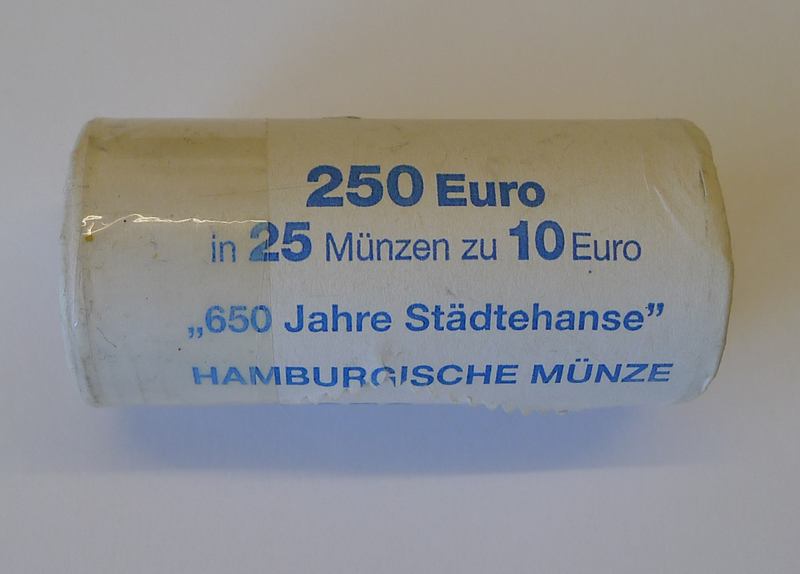 250 Euro
in 25 Münzen zu 10 Euro
„650 Jahre Städtehanse”
HAMBURGISCHE MÜNZE